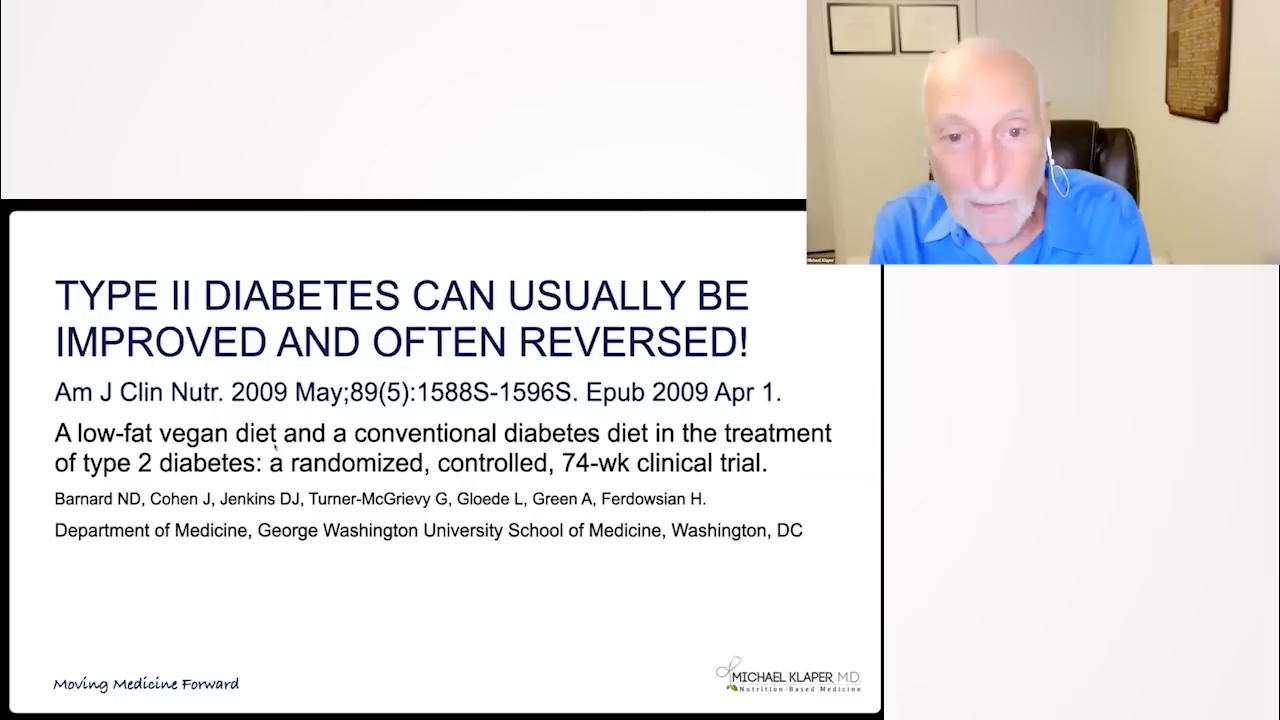 TYPE II DIABETES CAN USUALLY BE
IMPROVED AND OFTEN REVERSED!
Am J Clin Nutr. 2009 May;89(5):1588S-1596S. Epub 2009 Apr 1.
A low-fat vegan diet and a conventional diabetes diet in the treatment
of type 2 diabetes: a randomized, controlled, 74-wk clinical trial.
Barnard ND, Cohen J, Jenkins DJ, Turner-McGrievy G, Gloede L, Green A, Ferdowsian H.
Department of Medicine, George Washington University School of Medicine, Washington, DC
Moving Medicine Forward
MICHAEL KLAPER, M.D.
Nutrition-Based Medicine
Michael Klaper